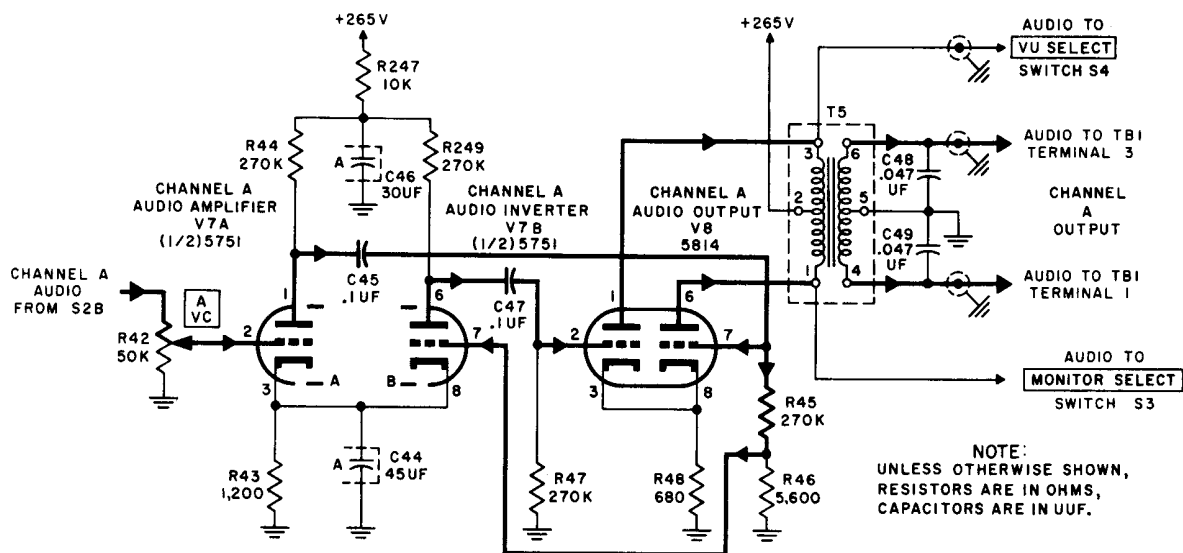 +265V
R247
10K
R44
270K
A
C46
30UF
R249
270K
CHANNEL A
AUDIO AMPLIFIER
V7A
(1/2)5751
CHANNEL A
AUDIO INVERTER
V7B
(1/2)5751
CHANNEL A
AUDIO OUTPUT
V8
5814
+265V
AUDIO TO
VU SELECT
SWITCH S4
T5
3
6
2
5
1
4
C48
.047
UF
C49
.047
UF
AUDIO TO TB1
TERMINAL 3
CHANNEL
A
OUTPUT
AUDIO TO TB1
TERMINAL 1
CHANNEL A
AUDIO
FROM S2B
R42
50K
A
VC
C45
.1UF
C47
.1UF
1
2
3
A
6
7
8
B
1
2
3
6
7
8
AUDIO TO
MONITOR SELECT
SWITCH S3
R43
1,200
A
C44
45UF
R47
270K
R48
680
R45
270K
R46
5,600
NOTE:
UNLESS OTHERWISE SHOWN,
RESISTORS ARE IN OHMS,
CAPACITORS ARE IN UUF.